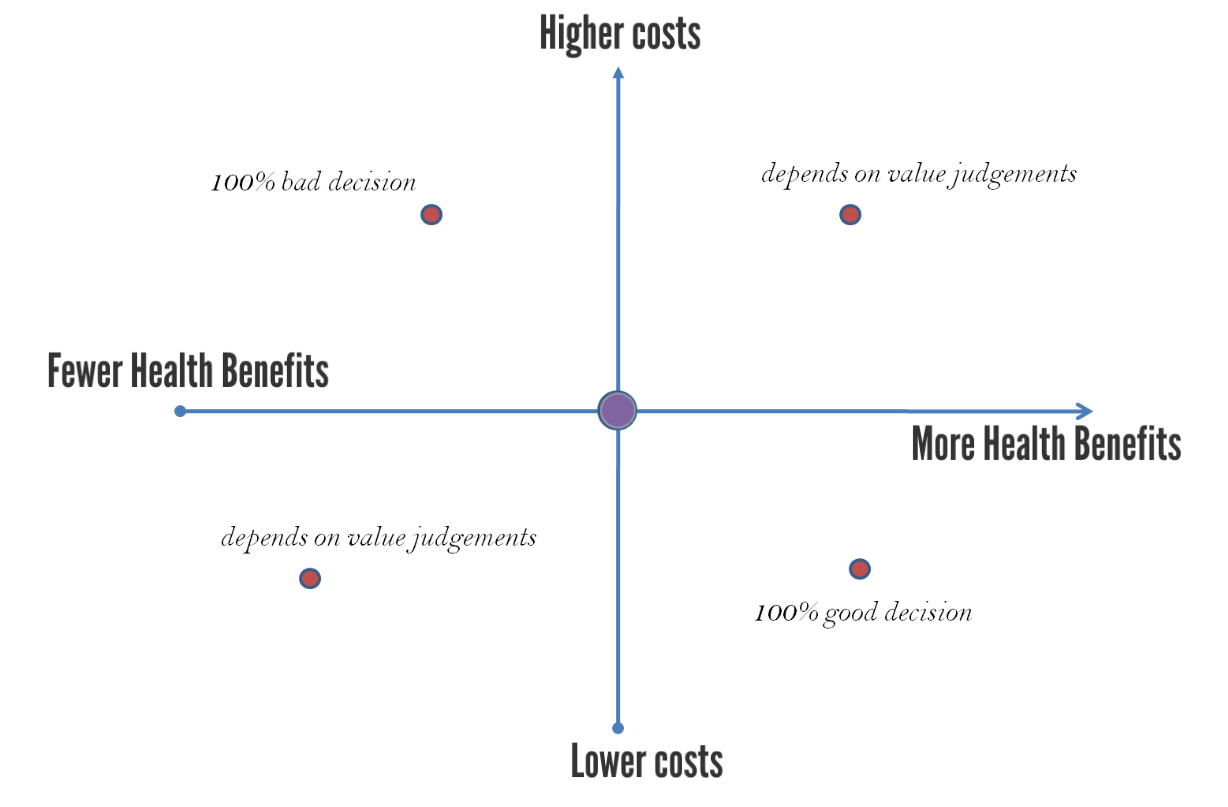 Higher costs
100% bad decision
depends on value judgements
Fewer Health Benefits
More Health Benefits
depends on value judgements
100% good decision
Lower costs